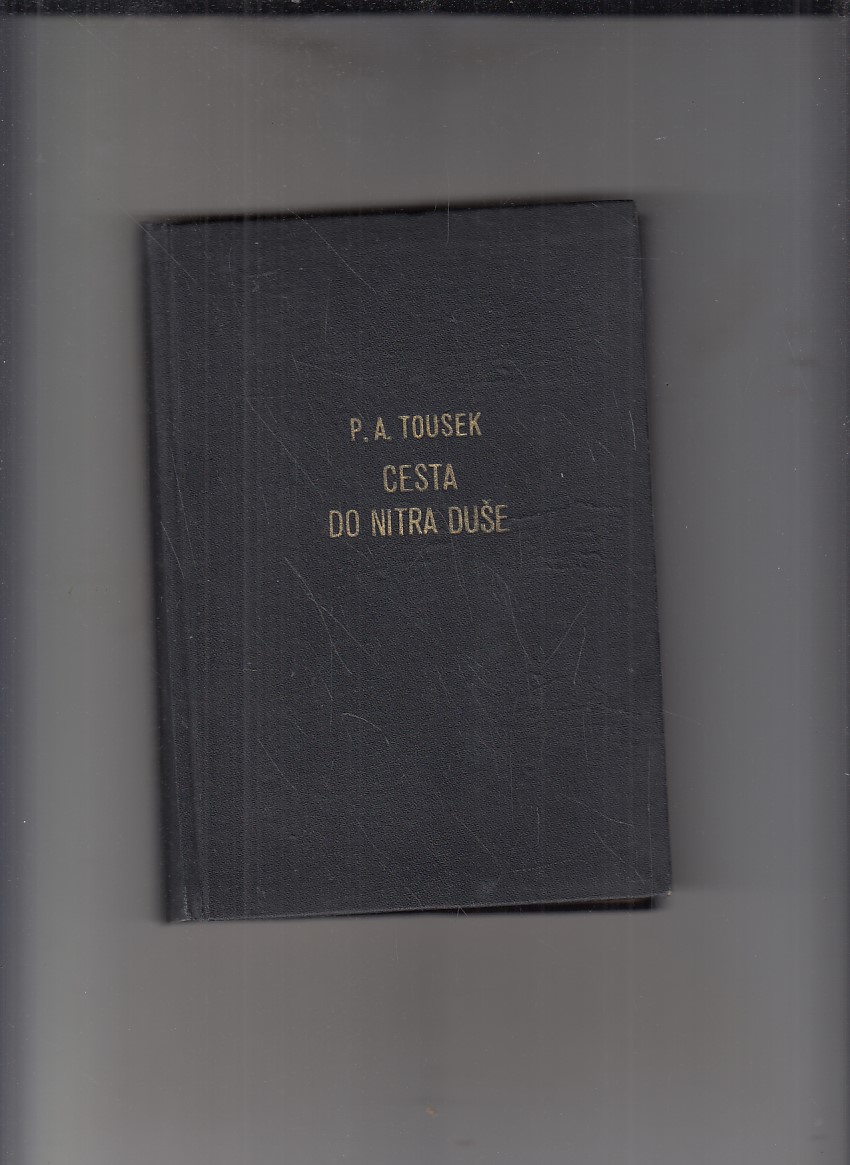 P. A. TOUSEK
CESTA
DO NITRA DUŠE